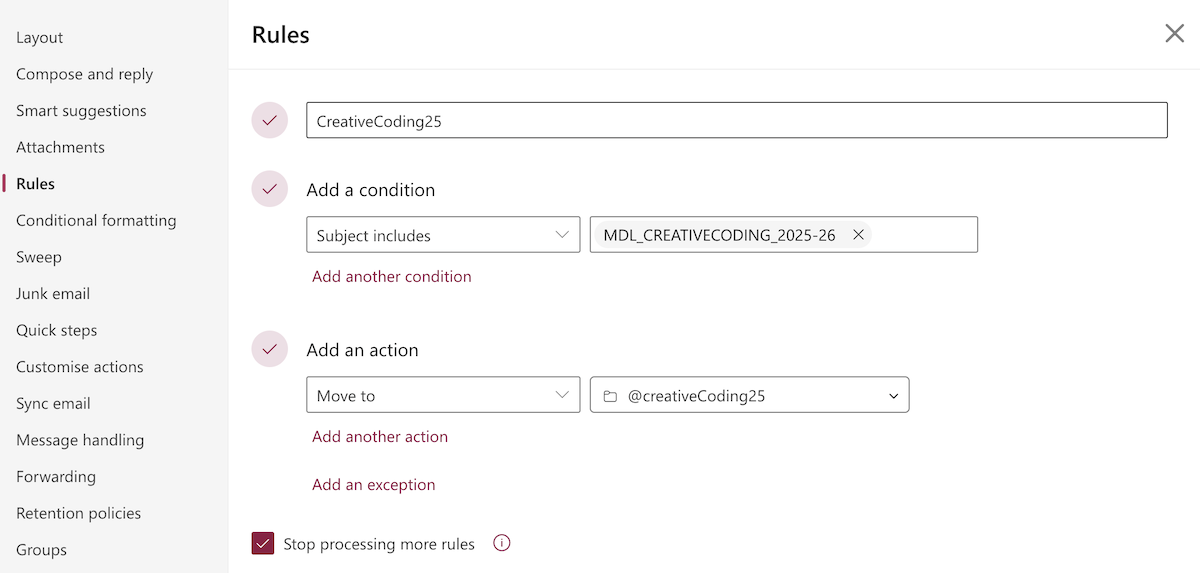 Layout
Compose and reply
Smart suggestions
Attachments
Rules
Conditional formatting
Sweep
Junk email
Quick steps
Customise actions
Sync email
Message handling
Forwarding
Retention policies
Groups
Rules
CreativeCoding25
Add a condition
Subject includes
MDL_CREATIVECODING_2025-26
Add another condition
Add an action
Move to
@creativeCoding25
Add another action
Add an exception
Stop processing more rules